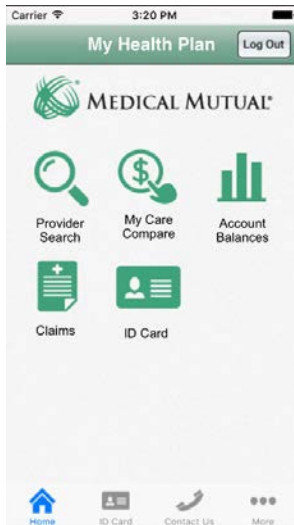 Carrier 3:20 PM
My Health Plan Log Out
MEDICAL MUTUAL®
Provider
Search
My Care
Compare
Account
Balances
Claims
ID Card
Home ID Card Contact Us More